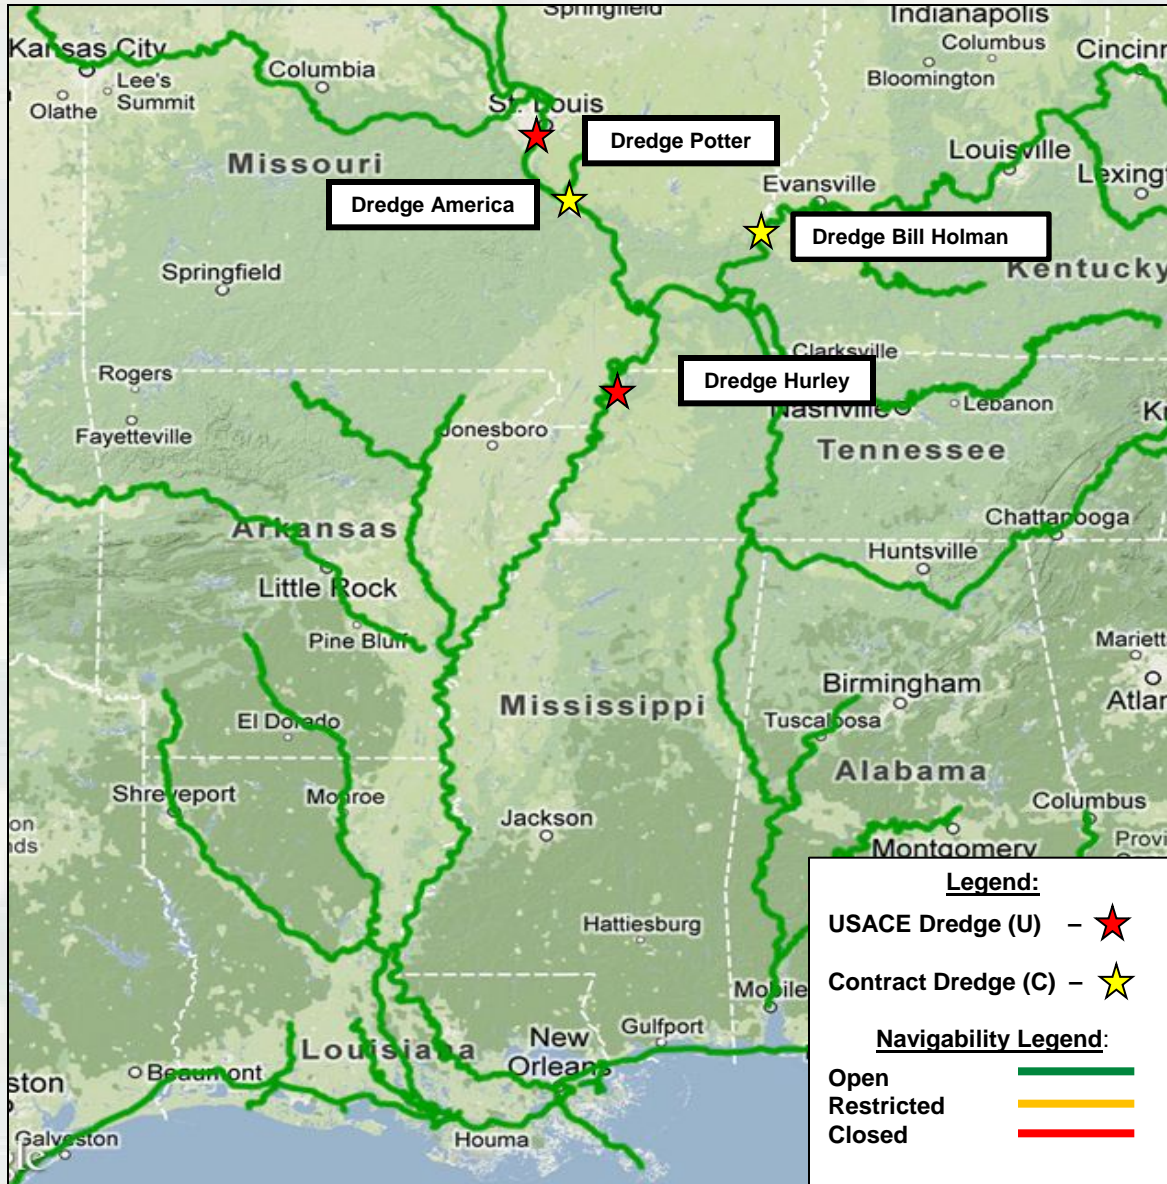 Springfield
Indianapolis
Kansas City
Columbus
Cincinn
Lee's
Summit
Columbia
Bloomington
Olathe
St. Louis
Dredge Potter
Missouri
Louisville
Lexingt
Evansville
Dredge America
Dredge Bill Holman
Springfield
Kentucky
Clarksville
Rogers
Dredge Hurley
Nashville
Lebanon
Fayetteville
Jonesboro
Tennessee
Arkansas
Chattanooga
Huntsville
Little Rock
Pine Bluff
Mariett
Birmingham
Atlan
Mississippi
El Dorado
Tuscaloosa
Alabama
Shreveport
Monroe
Columbus
Jackson
Montgomery
Provi
Hattiesburg
Mobile
New
Orleans
Gulfport
Louisiana
Beaumont
ston
Galveston
Houma
Legend:
USACE Dredge (U) –
Contract Dredge (C) –
Navigability Legend:
Open
Restricted
Closed